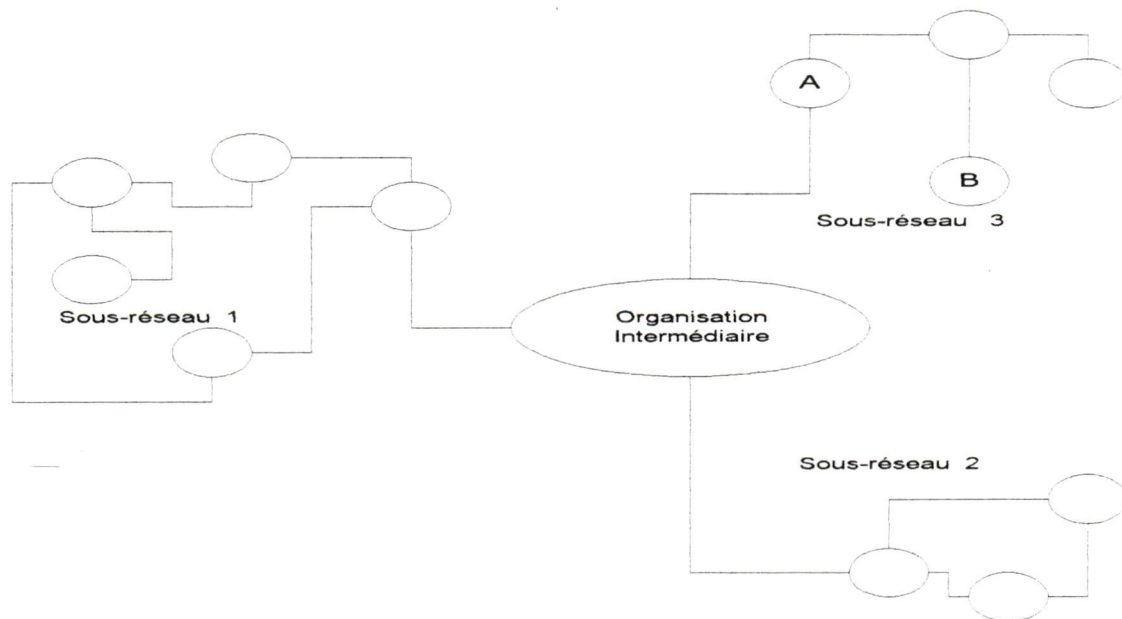 A
B
Sous-réseau 3
Sous-réseau 1
Organisation
Intermédiaire
Sous-réseau 2